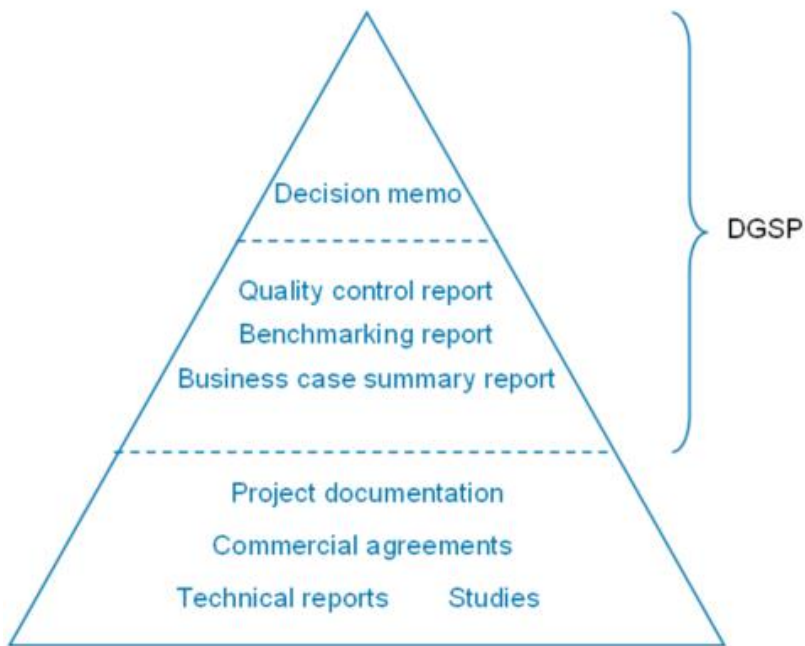 Decision memo
DGSP
Quality control report
Benchmarking report
Business case summary report
Project documentation
Commercial agreements
Technical reports Studies